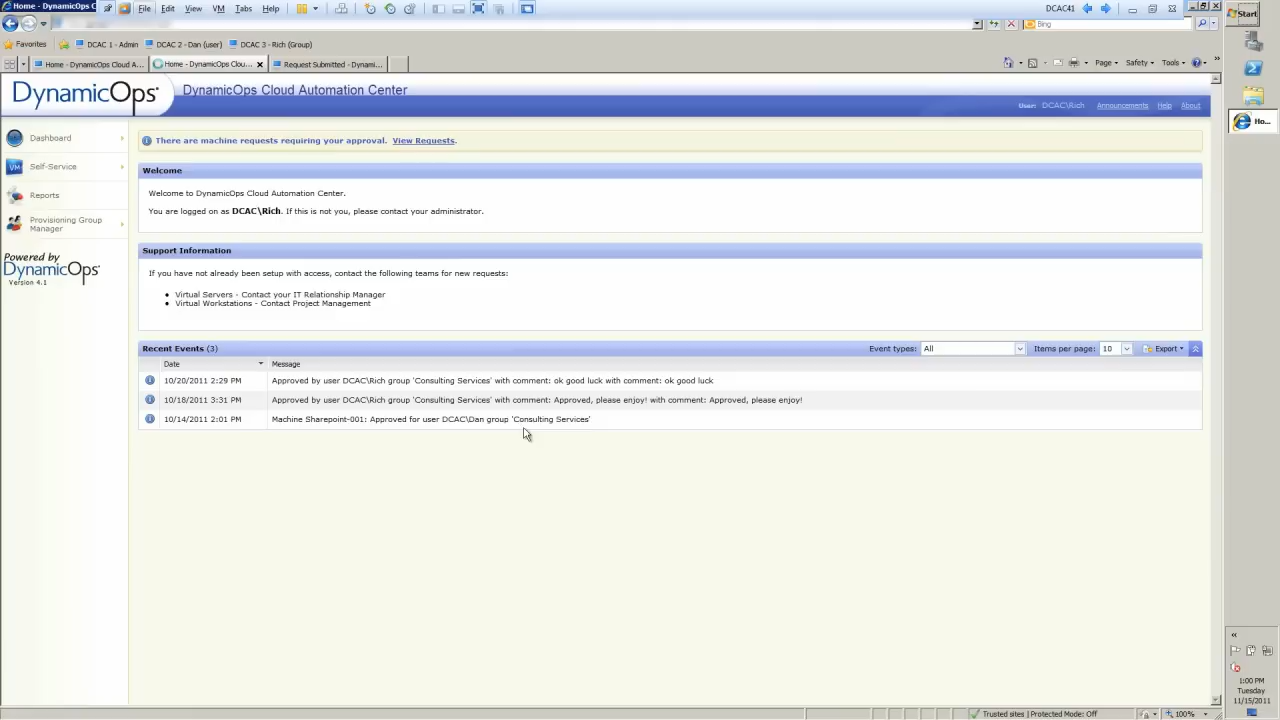 Home - DynamicOps C
File
Edit
View
VM
Tabs
Help
DCAC41
Bing
Favorites
DCAC 1 - Admin
DCAC 2 - Dan (user)
DCAC 3 - Rich (Group)
Home - DynamicOps Cloud A...
Home - DynamicOps Clou...
Request Submitted - Dynami...
Page
Safety
Tools
DynamicOps
DynamicOps Cloud Automation Center
User: DCAC\Rich
Announcements
Help
About
Dashboard
Self-Service
Reports
Provisioning Group
Manager
Powered by
DynamicOps
Version 4.1
There are machine requests requiring your approval. View Requests.
Welcome
Welcome to DynamicOps Cloud Automation Center.
You are logged on as DCAC\Rich. If this is not you, please contact your administrator.
Support Information
If you have not already been setup with access, contact the following teams for new requests:
• Virtual Servers - Contact your IT Relationship Manager
• Virtual Workstations - Contact Project Management
Recent Events (3)
Event types: All
Items per page: 10
Export
Date
Message
10/20/2011 2:29 PM Approved by user DCAC\Rich group 'Consulting Services' with comment: ok good luck with comment: ok good luck
10/18/2011 3:31 PM Approved by user DCAC\Rich group 'Consulting Services' with comment: Approved, please enjoy! with comment: Approved, please enjoy!
10/14/2011 2:01 PM Machine Sharepoint-001: Approved for user DCAC\Dan group 'Consulting Services'
Start
VM
Ho...
1:00 PM
Tuesday
11/15/2011
Trusted sites | Protected Mode: Off
100%